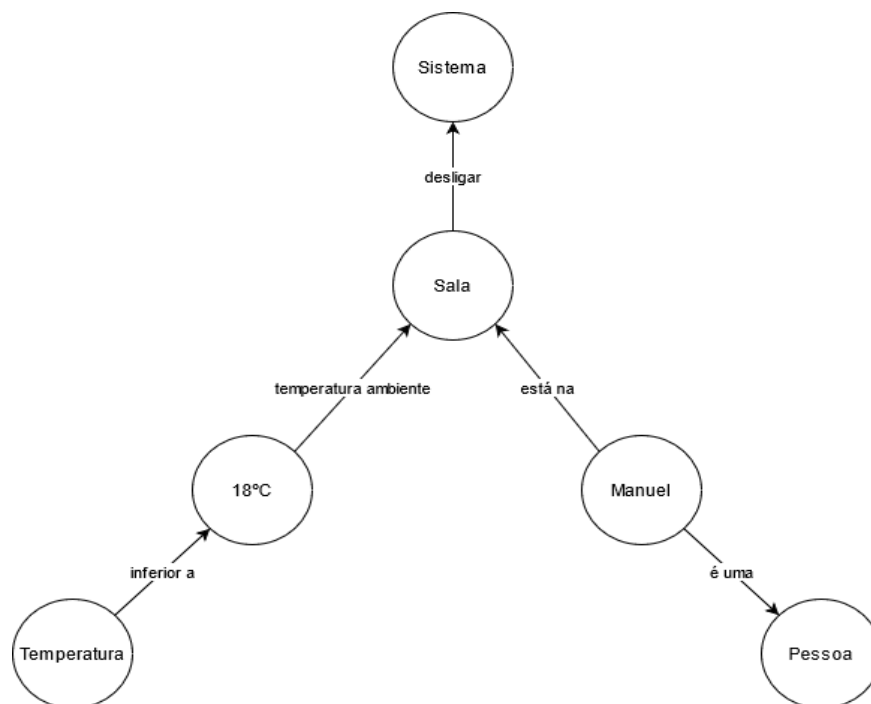 Sistema
desligar
Sala
temperatura ambiente
está na
18ºC
Manuel
inferior a
é uma
Temperatura
Pessoa